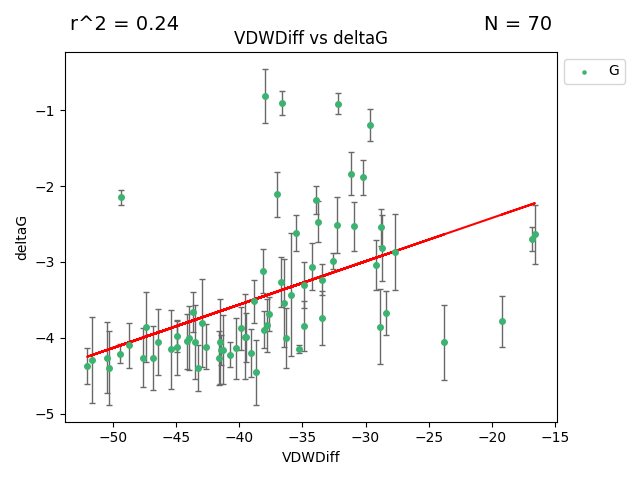 r^2 = 0.24
N = 70
VDWDiff vs deltaG
G
−1
−2
−3
−4
−5
deltaG
−50
−45
−40
−35
−30
−25
−20
−15
VDWDiff